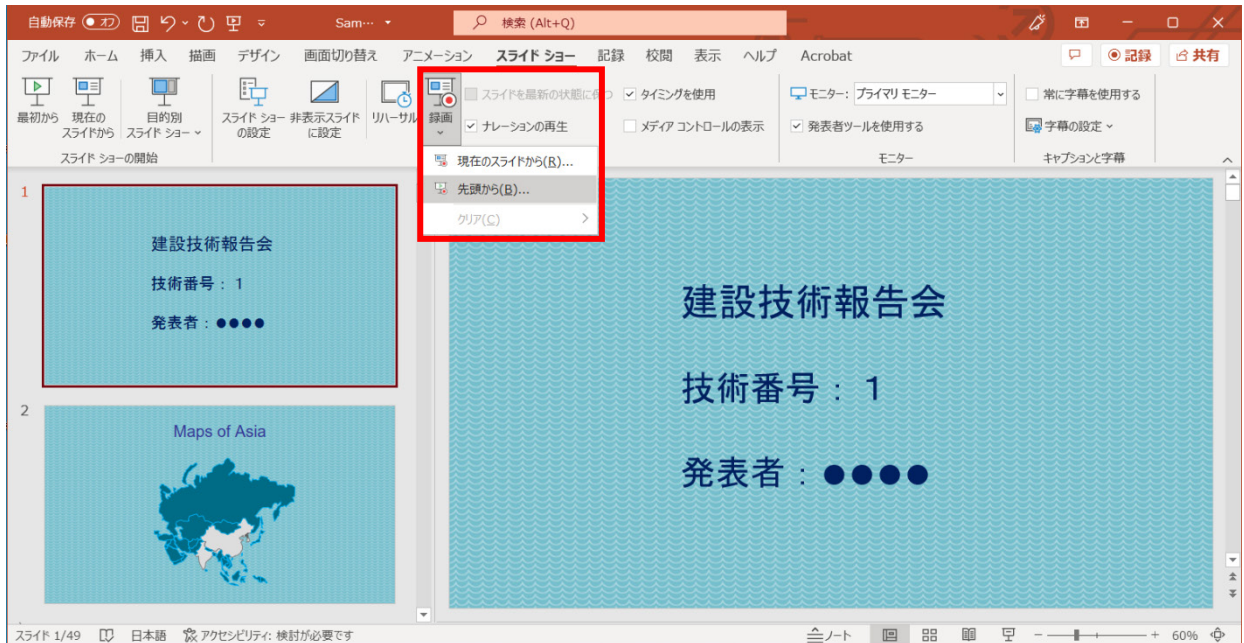 自動保存 オフ Sam… 検索 (Alt+Q)
ファイル ホーム 挿入 描画 デザイン 画面切り替え アニメーション スライド ショー 記録 校閲 表示 ヘルプ Acrobat 記録 共有
最初から 現在の スライドから 目的別 スライド ショー スライド ショー の設定 非表示スライド に設定 リハーサル 録画
スライドを最新の状態に保つ タイミングを使用
ナレーションの再生 メディア コントロールの表示
モニター: プライマリ モニター
発表者ツールを使用する
常に字幕を使用する
字幕の設定
スライド ショーの開始 モニター キャプションと字幕
現在のスライドから(R)...
先頭から(B)...
クリア(C)
1
建設技術報告会
技術番号：1
発表者：●●●●
2
Maps of Asia
建設技術報告会
技術番号：1
発表者：●●●●
スライド 1/49 日本語 アクセシビリティ: 検討が必要です ノート 60%